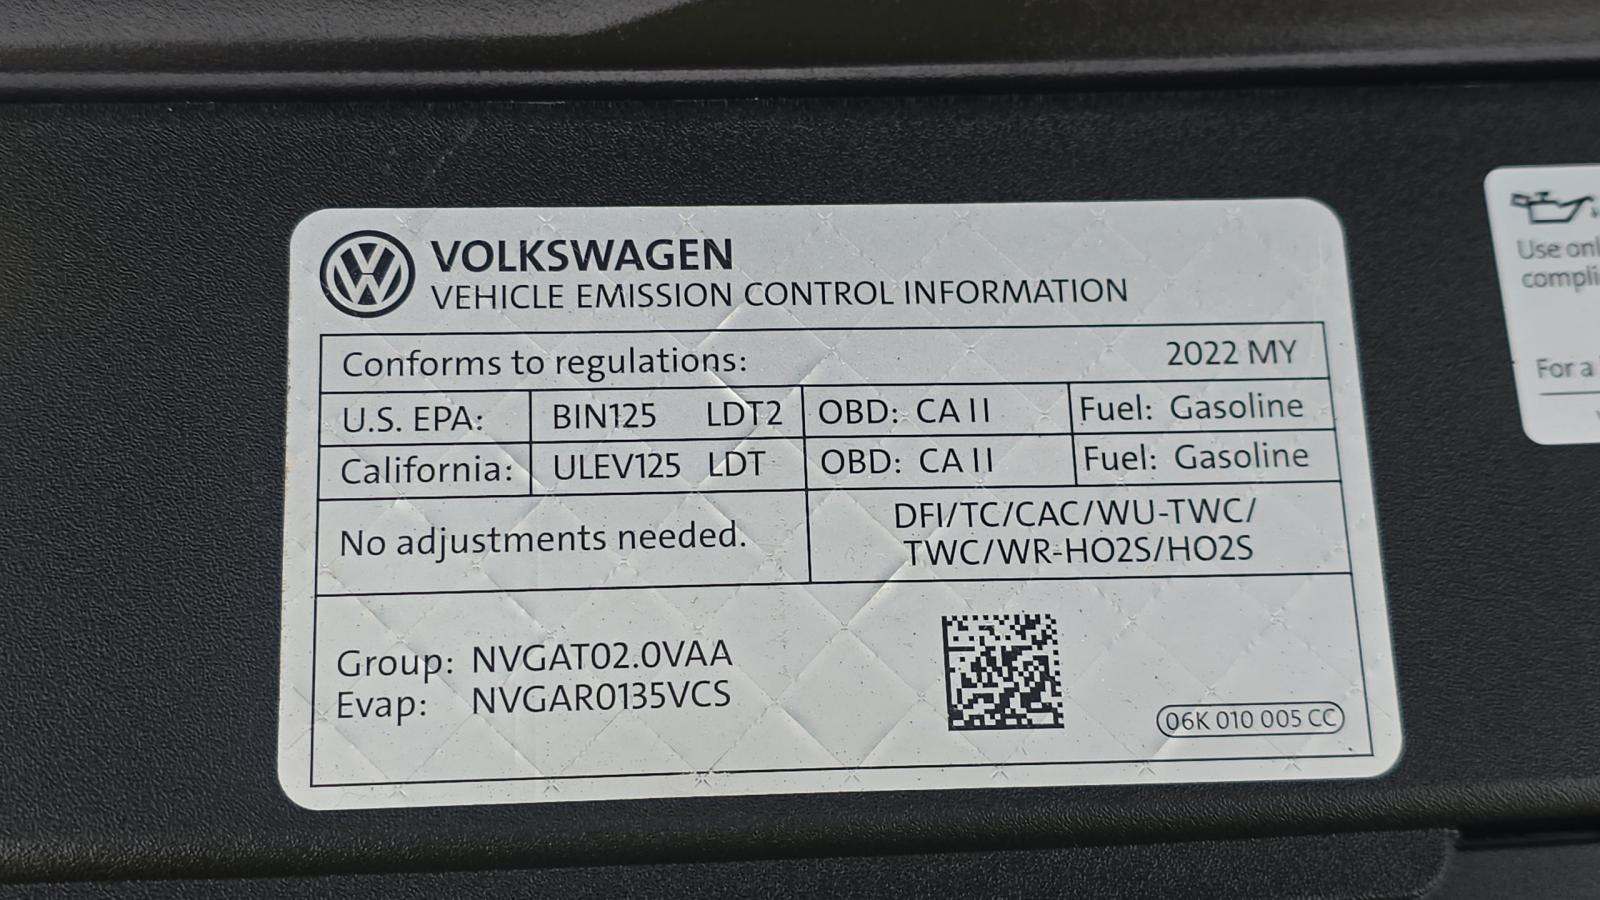 VOLKSWAGEN
VEHICLE EMISSION CONTROL INFORMATION
Conforms to regulations: 2022 MY
U.S. EPA: BIN125 LDT2 OBD: CA II Fuel: Gasoline
California: ULEV125 LDT OBD: CA II Fuel: Gasoline
No adjustments needed.
DFI/TC/CAC/WU-TWC/
TWC/WR-HO2S/HO2S
Group: NVGAT02.0VAA
Evap: NVGAR0135VCS
06K 010 005 CC
Use
For a